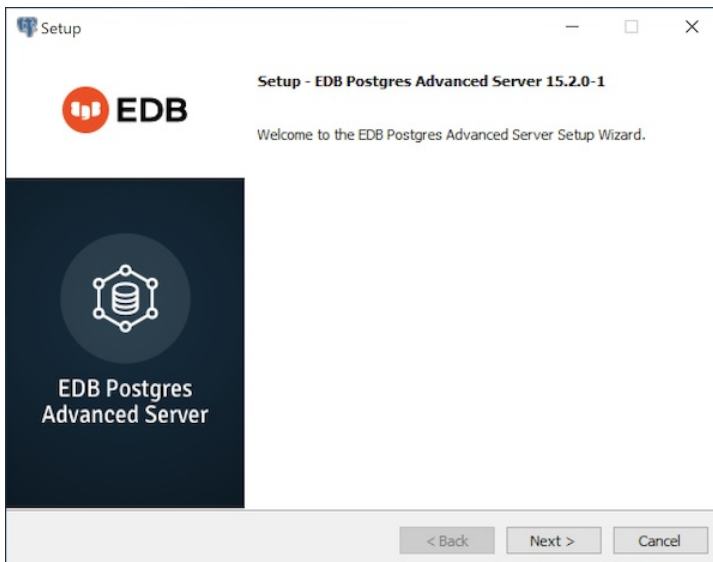 Setup
EDB
Setup - EDB Postgres Advanced Server 15.2.0-1
Welcome to the EDB Postgres Advanced Server Setup Wizard.
EDB Postgres
Advanced Server
< Back
Next >
Cancel